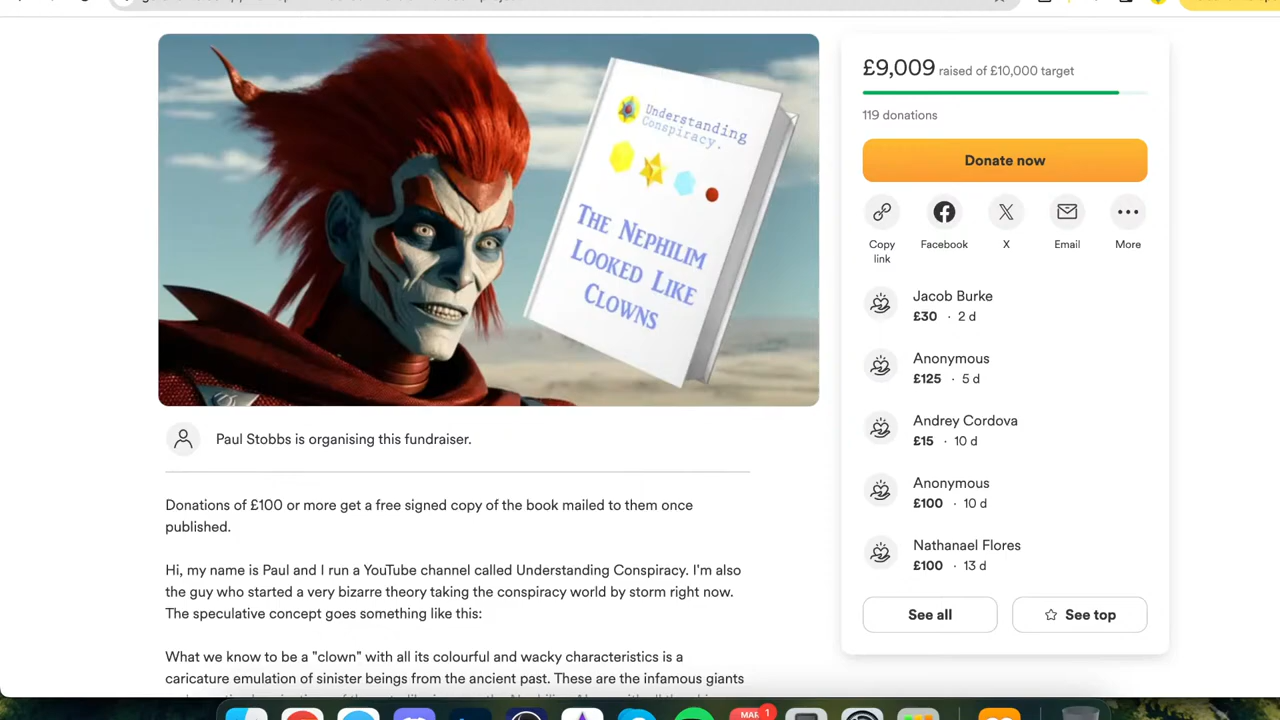 Understanding
Conspiracy.
THE NEPHILIM
LOOKED LIKE
CLOWNS
Paul Stobbs is organising this fundraiser.
Donations of £100 or more get a free signed copy of the book mailed to them once
published.
Hi, my name is Paul and I run a YouTube channel called Understanding Conspiracy. I'm also
the guy who started a very bizarre theory taking the conspiracy world by storm right now.
The speculative concept goes something like this:
What we know to be a "clown" with all its colourful and wacky characteristics is a
caricature emulation of sinister beings from the ancient past. These are the infamous giants
£9,009 raised of £10,000 target
119 donations
Donate now
Copy link
Facebook
X
Email
More
Jacob Burke
£30 · 2 d
Anonymous
£125 · 5 d
Andrey Cordova
£15 · 10 d
Anonymous
£100 · 10 d
Nathanael Flores
£100 · 13 d
See all
See top
MAR 1